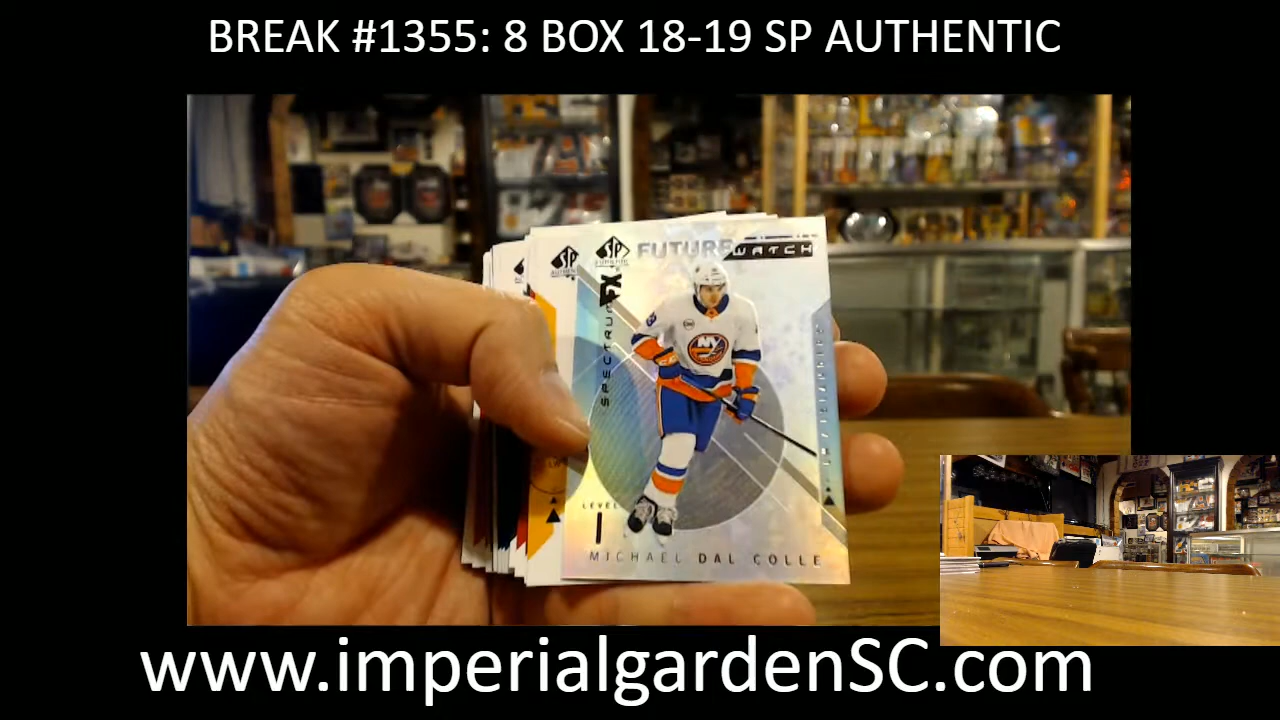 BREAK #1355: 8 BOX 18-19 SP AUTHENTIC
SP FUTURE WATCH
AUTHENTIC
SPECTRUM FX
NY
LEVEL
1
MICHAEL DAL COLLE
www.imperialgardenSC.com